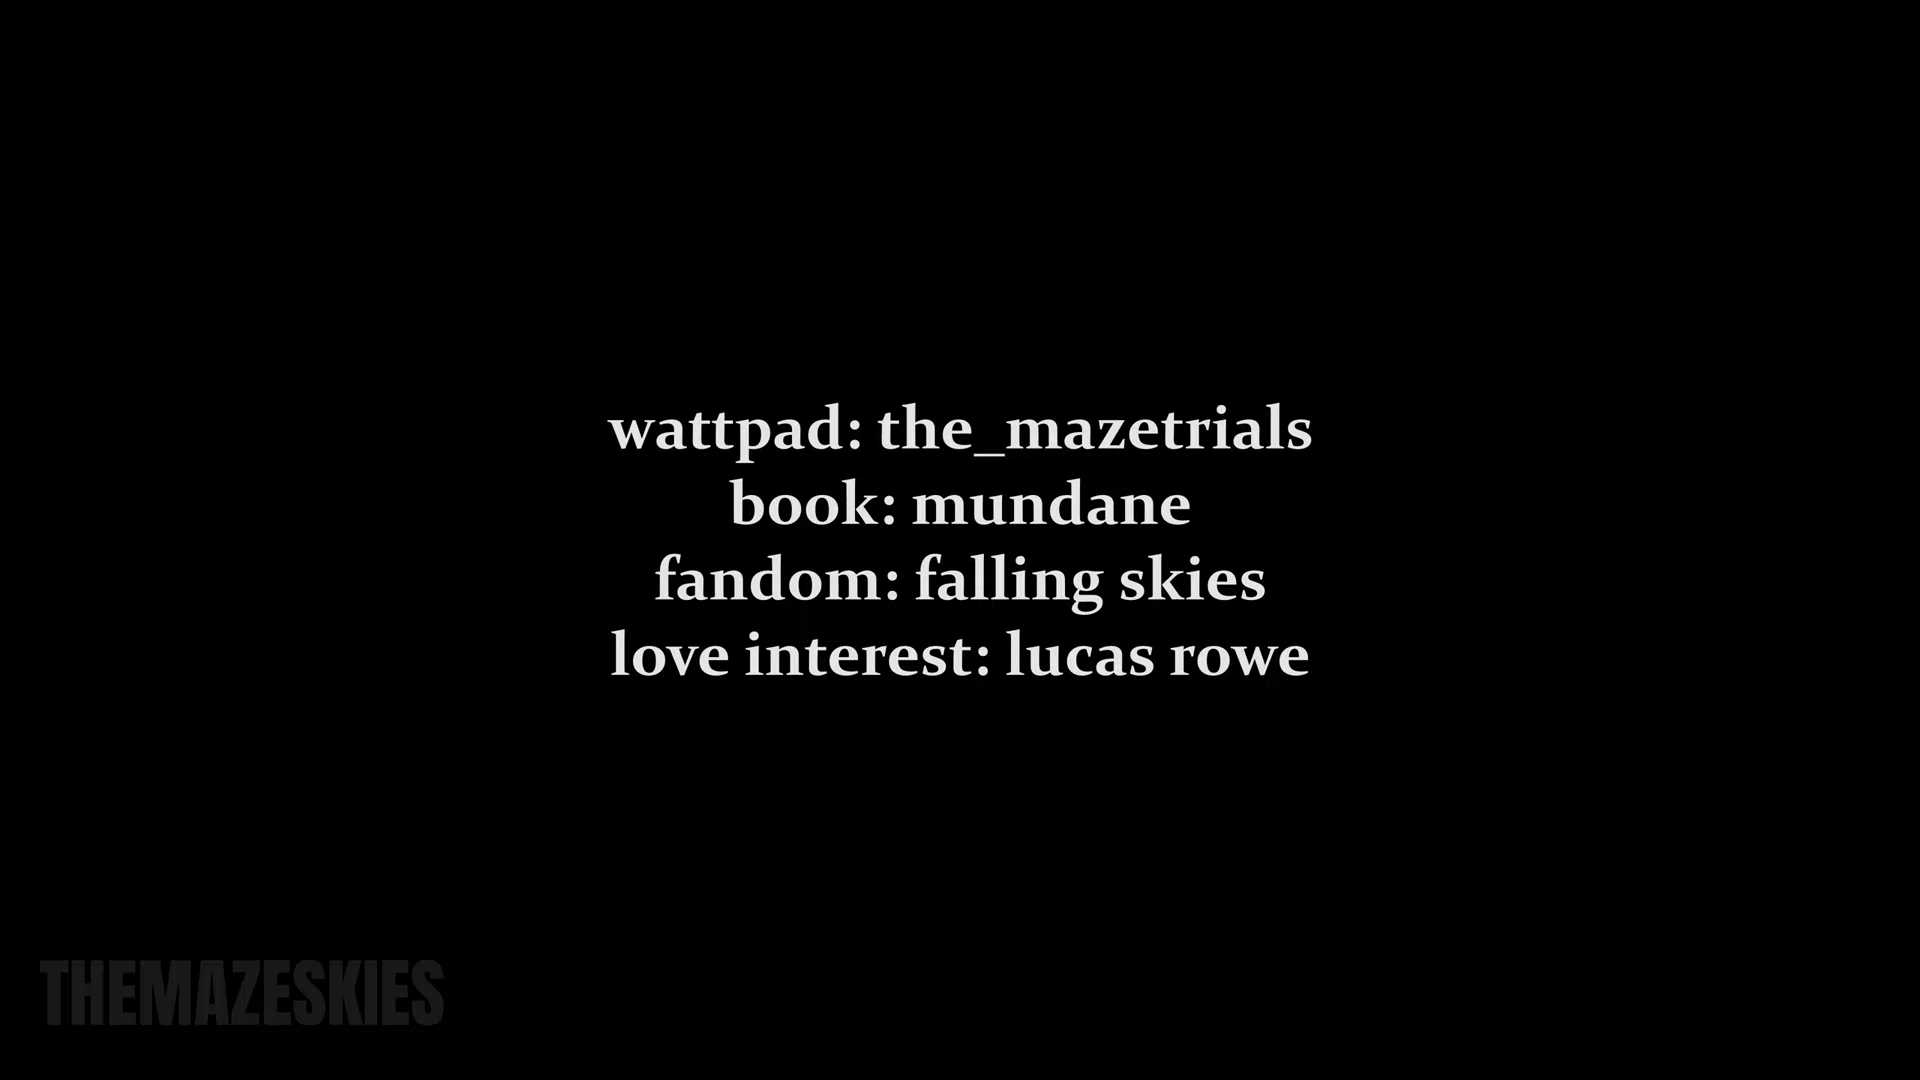 wattpad: the_mazetrials
book: mundane
fandom: falling skies
love interest: lucas rowe
THEMAZESKIES